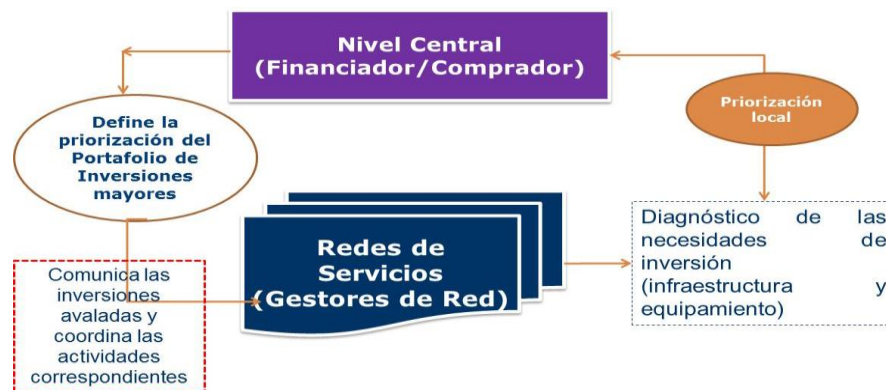 Nivel Central
(Financiador/Comprador)
Priorización
local
Define la
priorización del
Portafolio de
Inversiones
mayores
Redes de
Servicios
(Gestores de Red)
Diagnóstico de las
necesidades de
inversión
(infraestructura y
equipamiento)
Comunica las
inversiones
avaladas y
coordina las
actividades
correspondientes